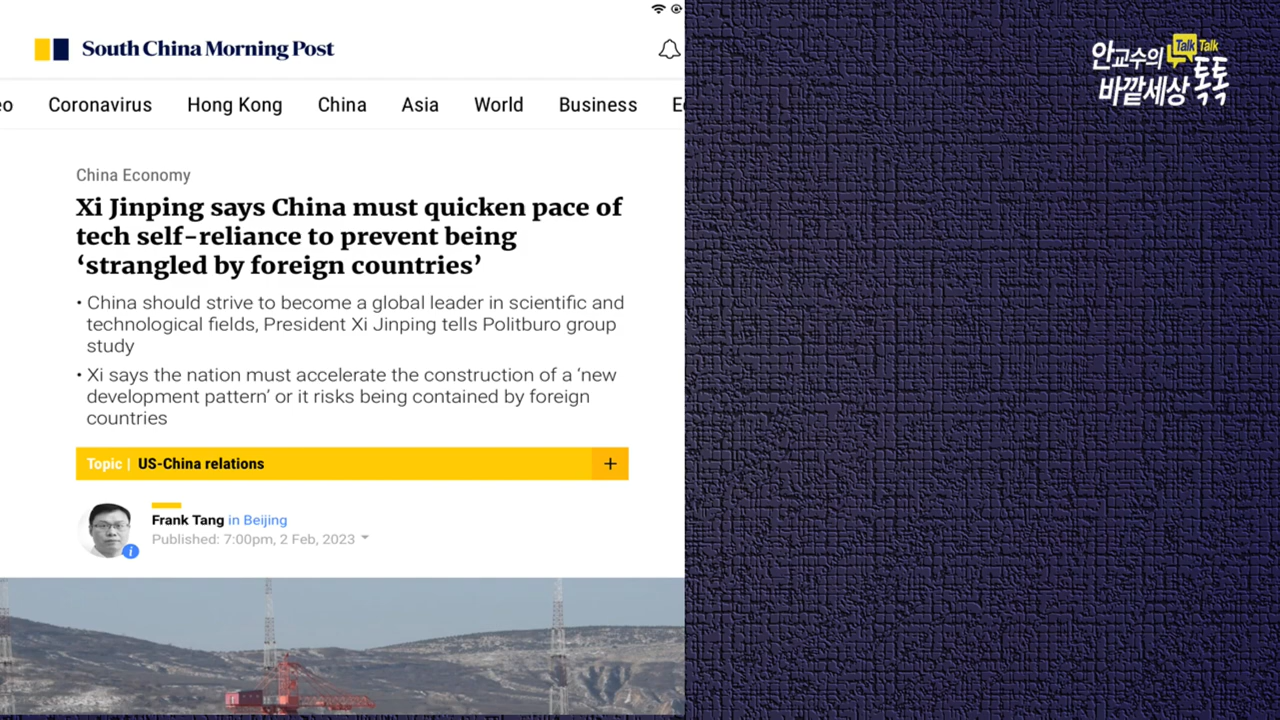 South China Morning Post
eo Coronavirus Hong Kong China Asia World Business E
China Economy
Xi Jinping says China must quicken pace of
tech self-reliance to prevent being
‘strangled by foreign countries’
• China should strive to become a global leader in scientific and
technological fields, President Xi Jinping tells Politburo group
study
• Xi says the nation must accelerate the construction of a ‘new
development pattern’ or it risks being contained by foreign
countries
Topic | US-China relations +
Frank Tang in Beijing
i
Published: 7:00pm, 2 Feb, 2023
안교수의 Talk Talk
바깥세상 톡톡